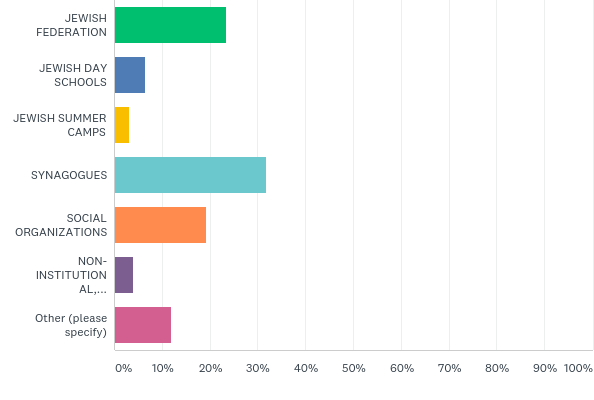 JEWISH
FEDERATION
JEWISH DAY
SCHOOLS
JEWISH SUMMER
CAMPS
SYNAGOGUES
SOCIAL
ORGANIZATIONS
NON-
INSTITUTION
AL,...
Other (please
specify)
0% 10% 20% 30% 40% 50% 60% 70% 80% 90% 100%